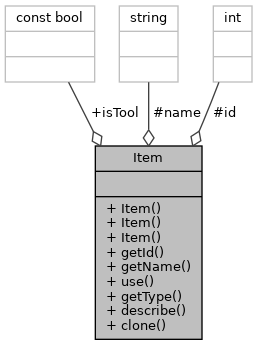 const bool
string
int
+isTool
#name
#id
Item
+ Item()
+ Item()
+ Item()
+ getId()
+ getName()
+ use()
+ getType()
+ describe()
+ clone()